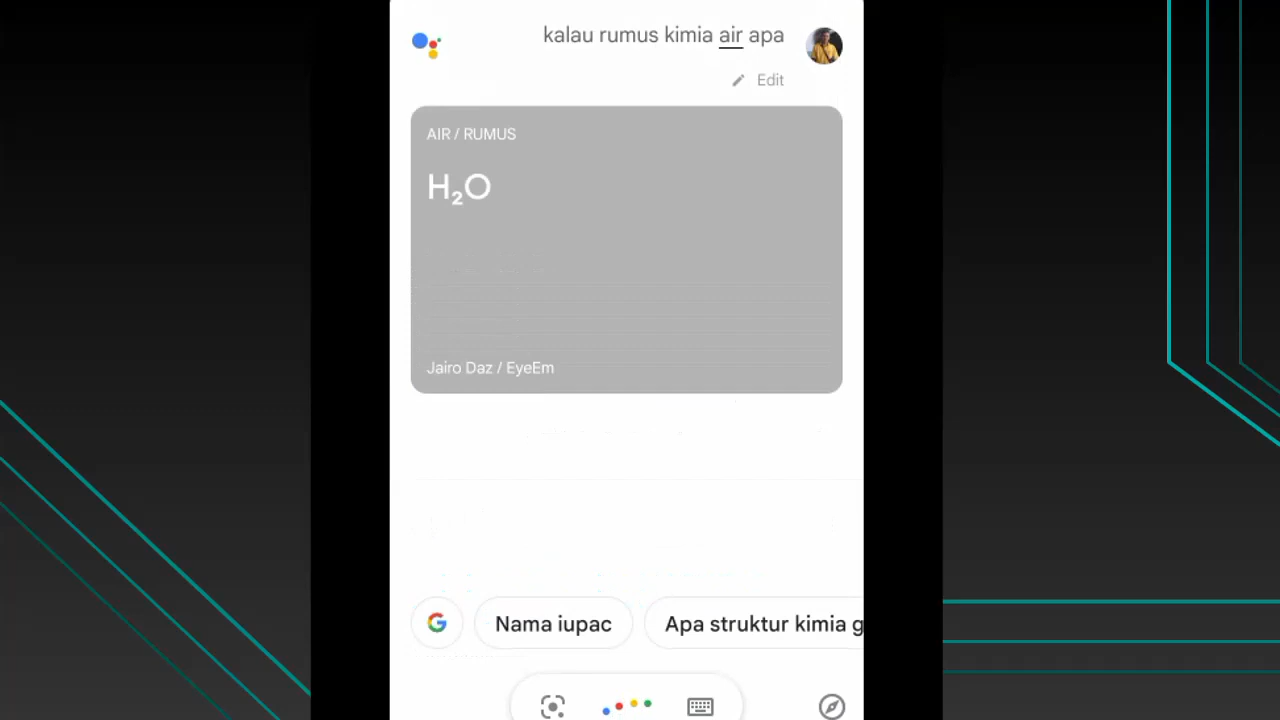 kalau rumus kimia air apa
Edit
AIR / RUMUS
H₂O
Jairo Daz / EyeEm
Nama iupac
Apa struktur kimia g